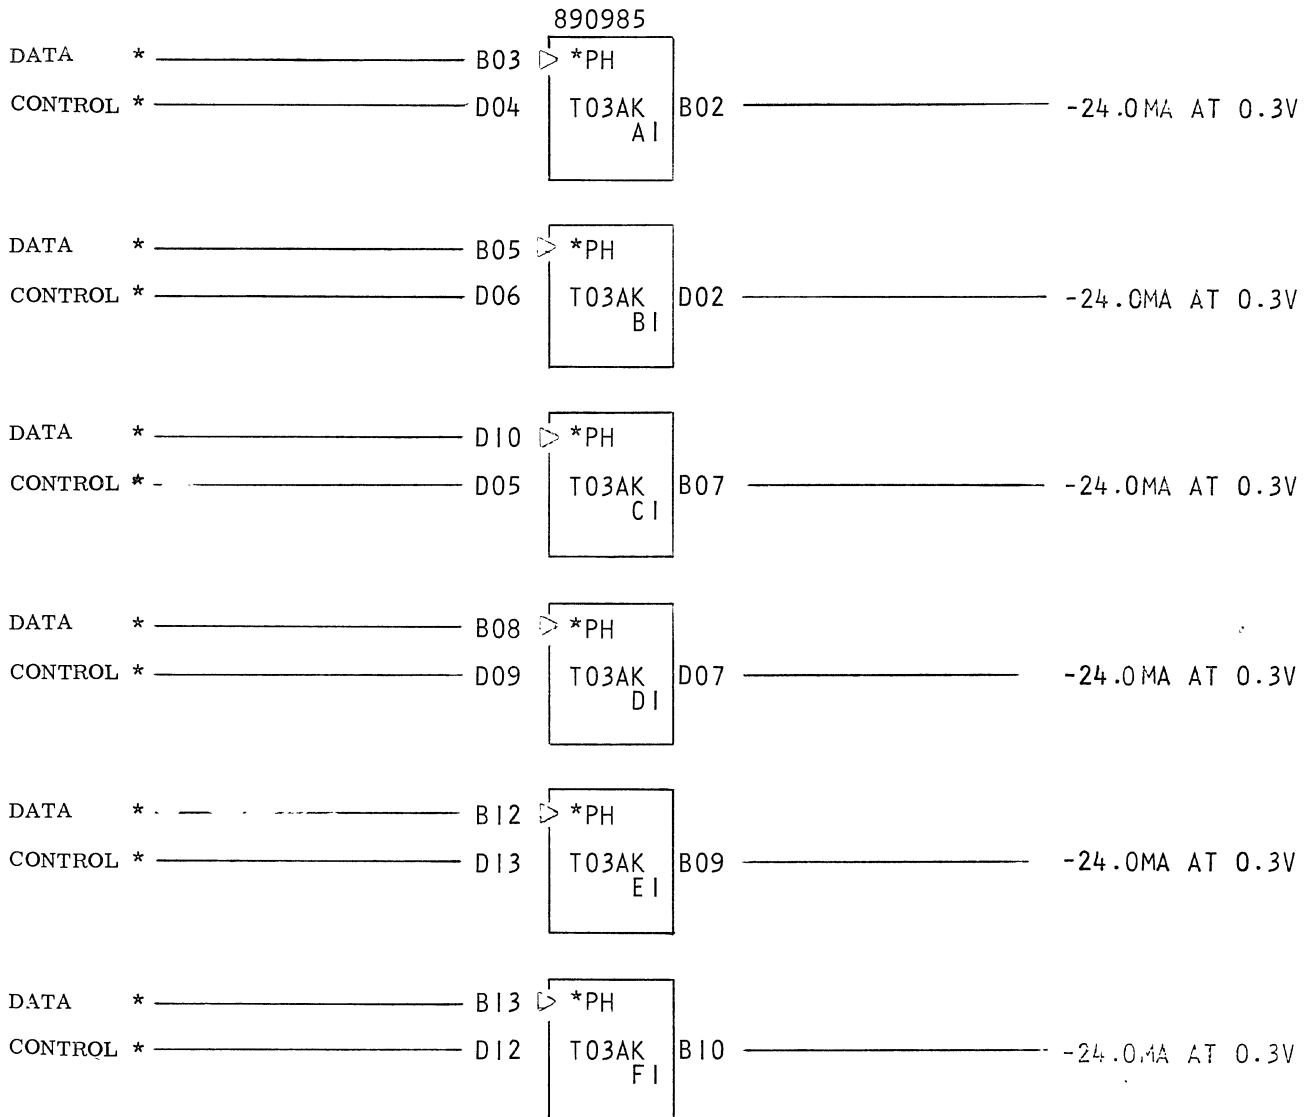 890985
DATA * B03 *PH
CONTROL * D04 T03AK B02 -24.0MA AT 0.3V
A1
DATA * B05 *PH
CONTROL * D06 T03AK D02 -24.0MA AT 0.3V
B1
DATA * D10 *PH
CONTROL * D05 T03AK B07 -24.0MA AT 0.3V
C1
DATA * B08 *PH
CONTROL * D09 T03AK D07 -24.0MA AT 0.3V
D1
DATA * B12 *PH
CONTROL * D13 T03AK B09 -24.0MA AT 0.3V
E1
DATA * B13 *PH
CONTROL * D12 T03AK B10 -24.0MA AT 0.3V
F1